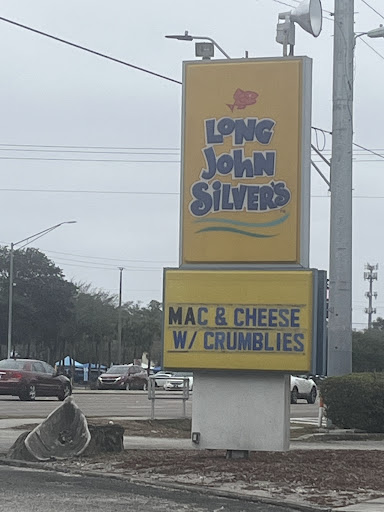 LONG
JOHN
SILVER'S
MAC & CHEESE
W/ CRUMBLIES